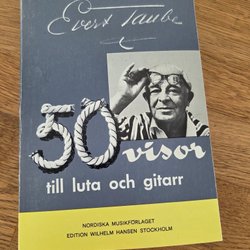 Evert Taube
50 visor
till luta och gitarr
NORDISKA MUSIKFÖRLAGET
EDITION WILHELM HANSEN STOCKHOLM